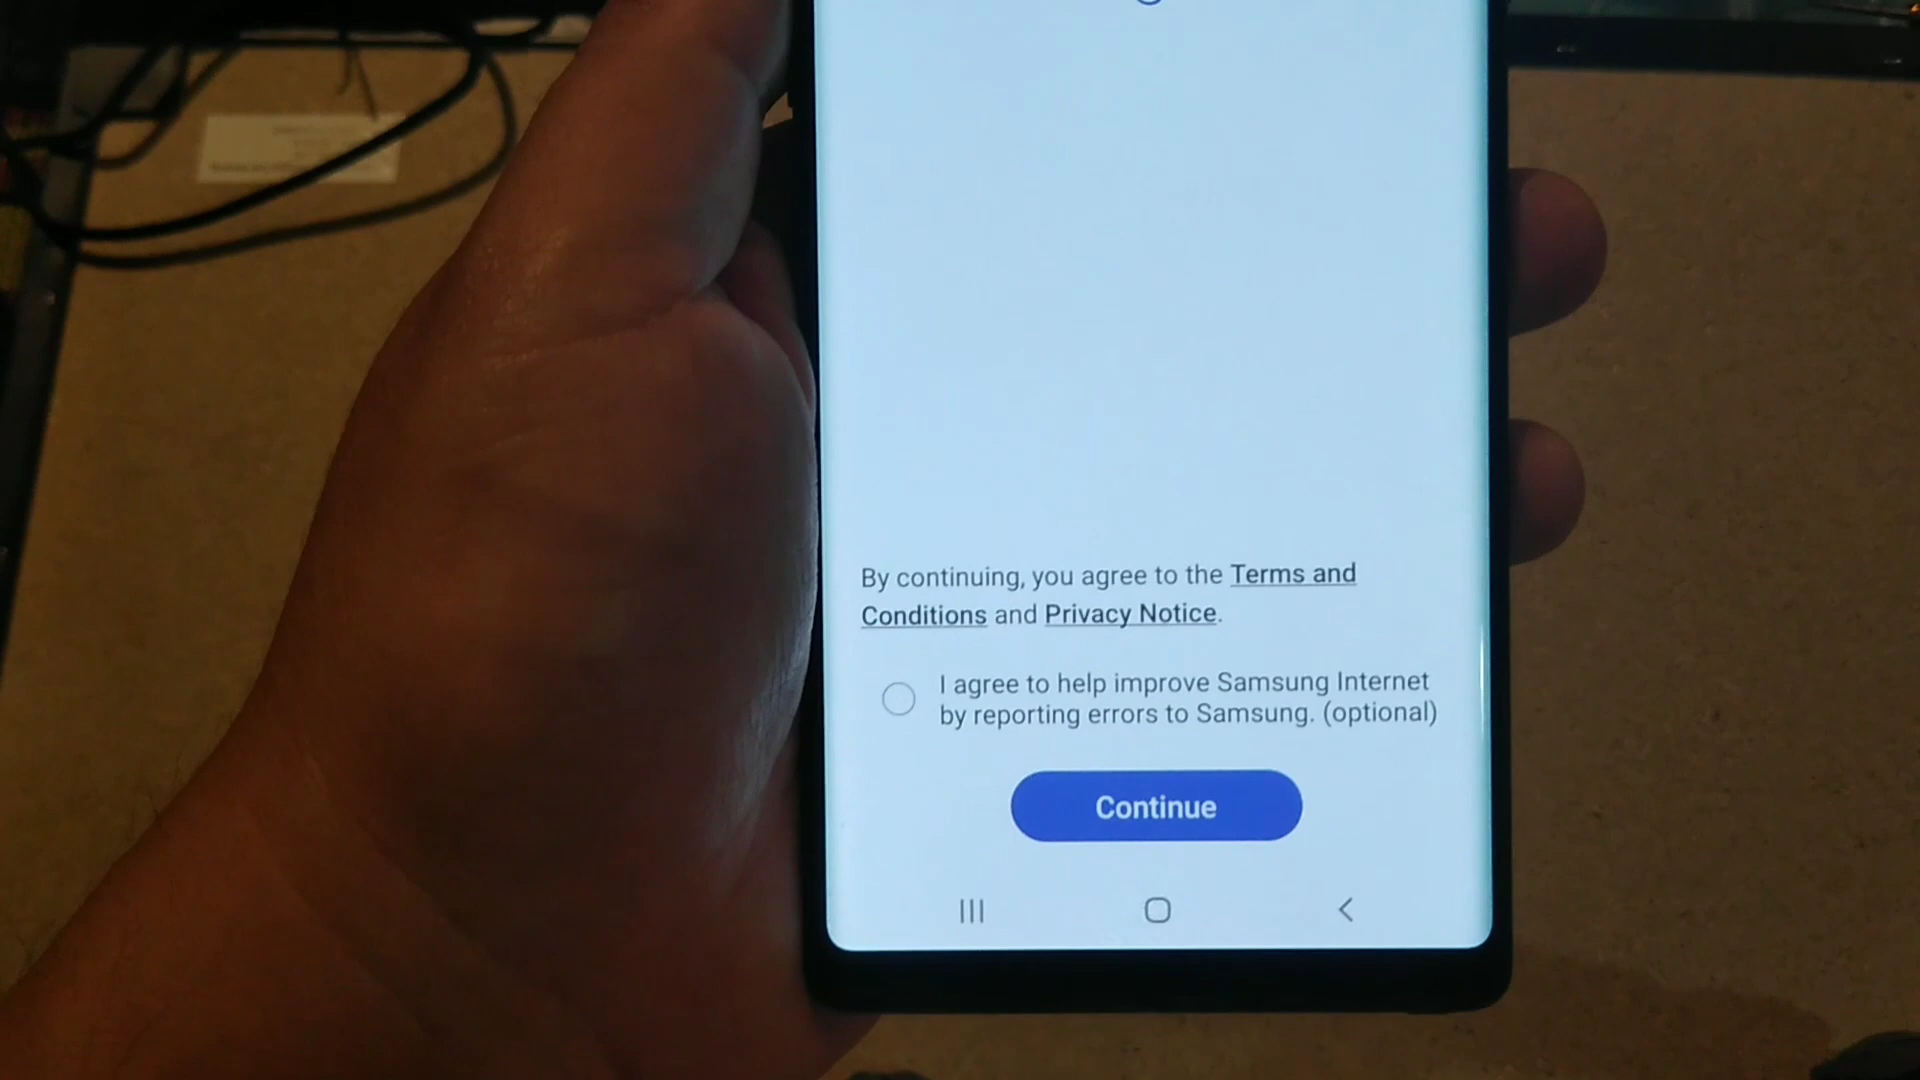 By continuing, you agree to the Terms and
Conditions and Privacy Notice.
I agree to help improve Samsung Internet
by reporting errors to Samsung. (optional)
Continue